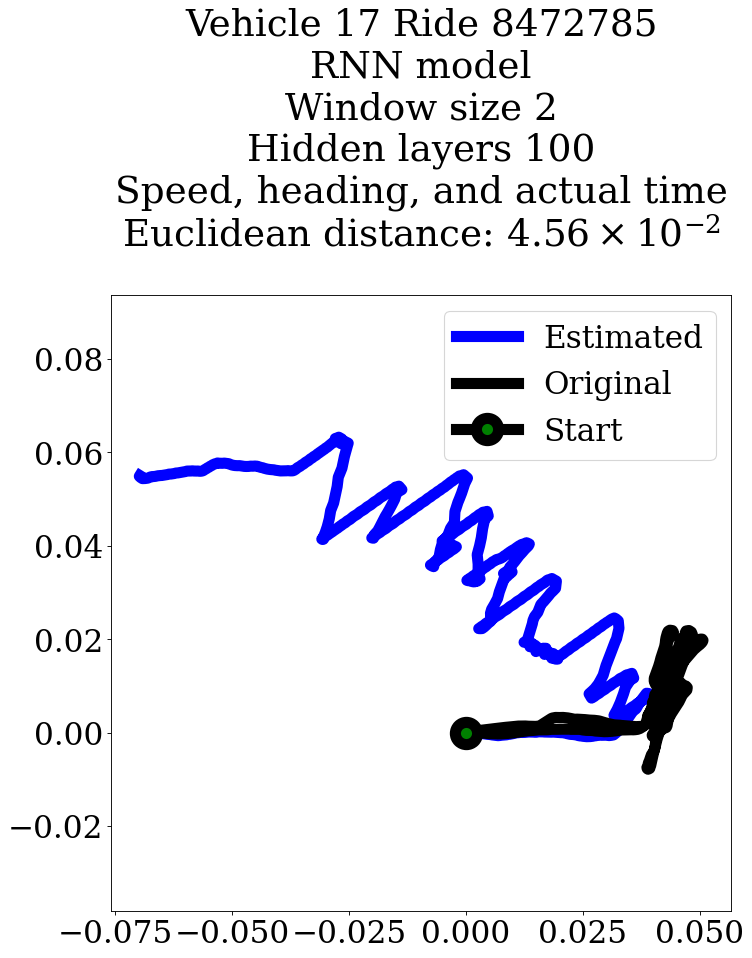 Vehicle 17 Ride 8472785
RNN model
Window size 2
Hidden layers 100
Speed, heading, and actual time
Euclidean distance: 4.56 × 10⁻²
Estimated
Original
Start
0.08
0.06
0.04
0.02
0.00
−0.02
−0.075 −0.050 −0.025 0.000 0.025 0.050